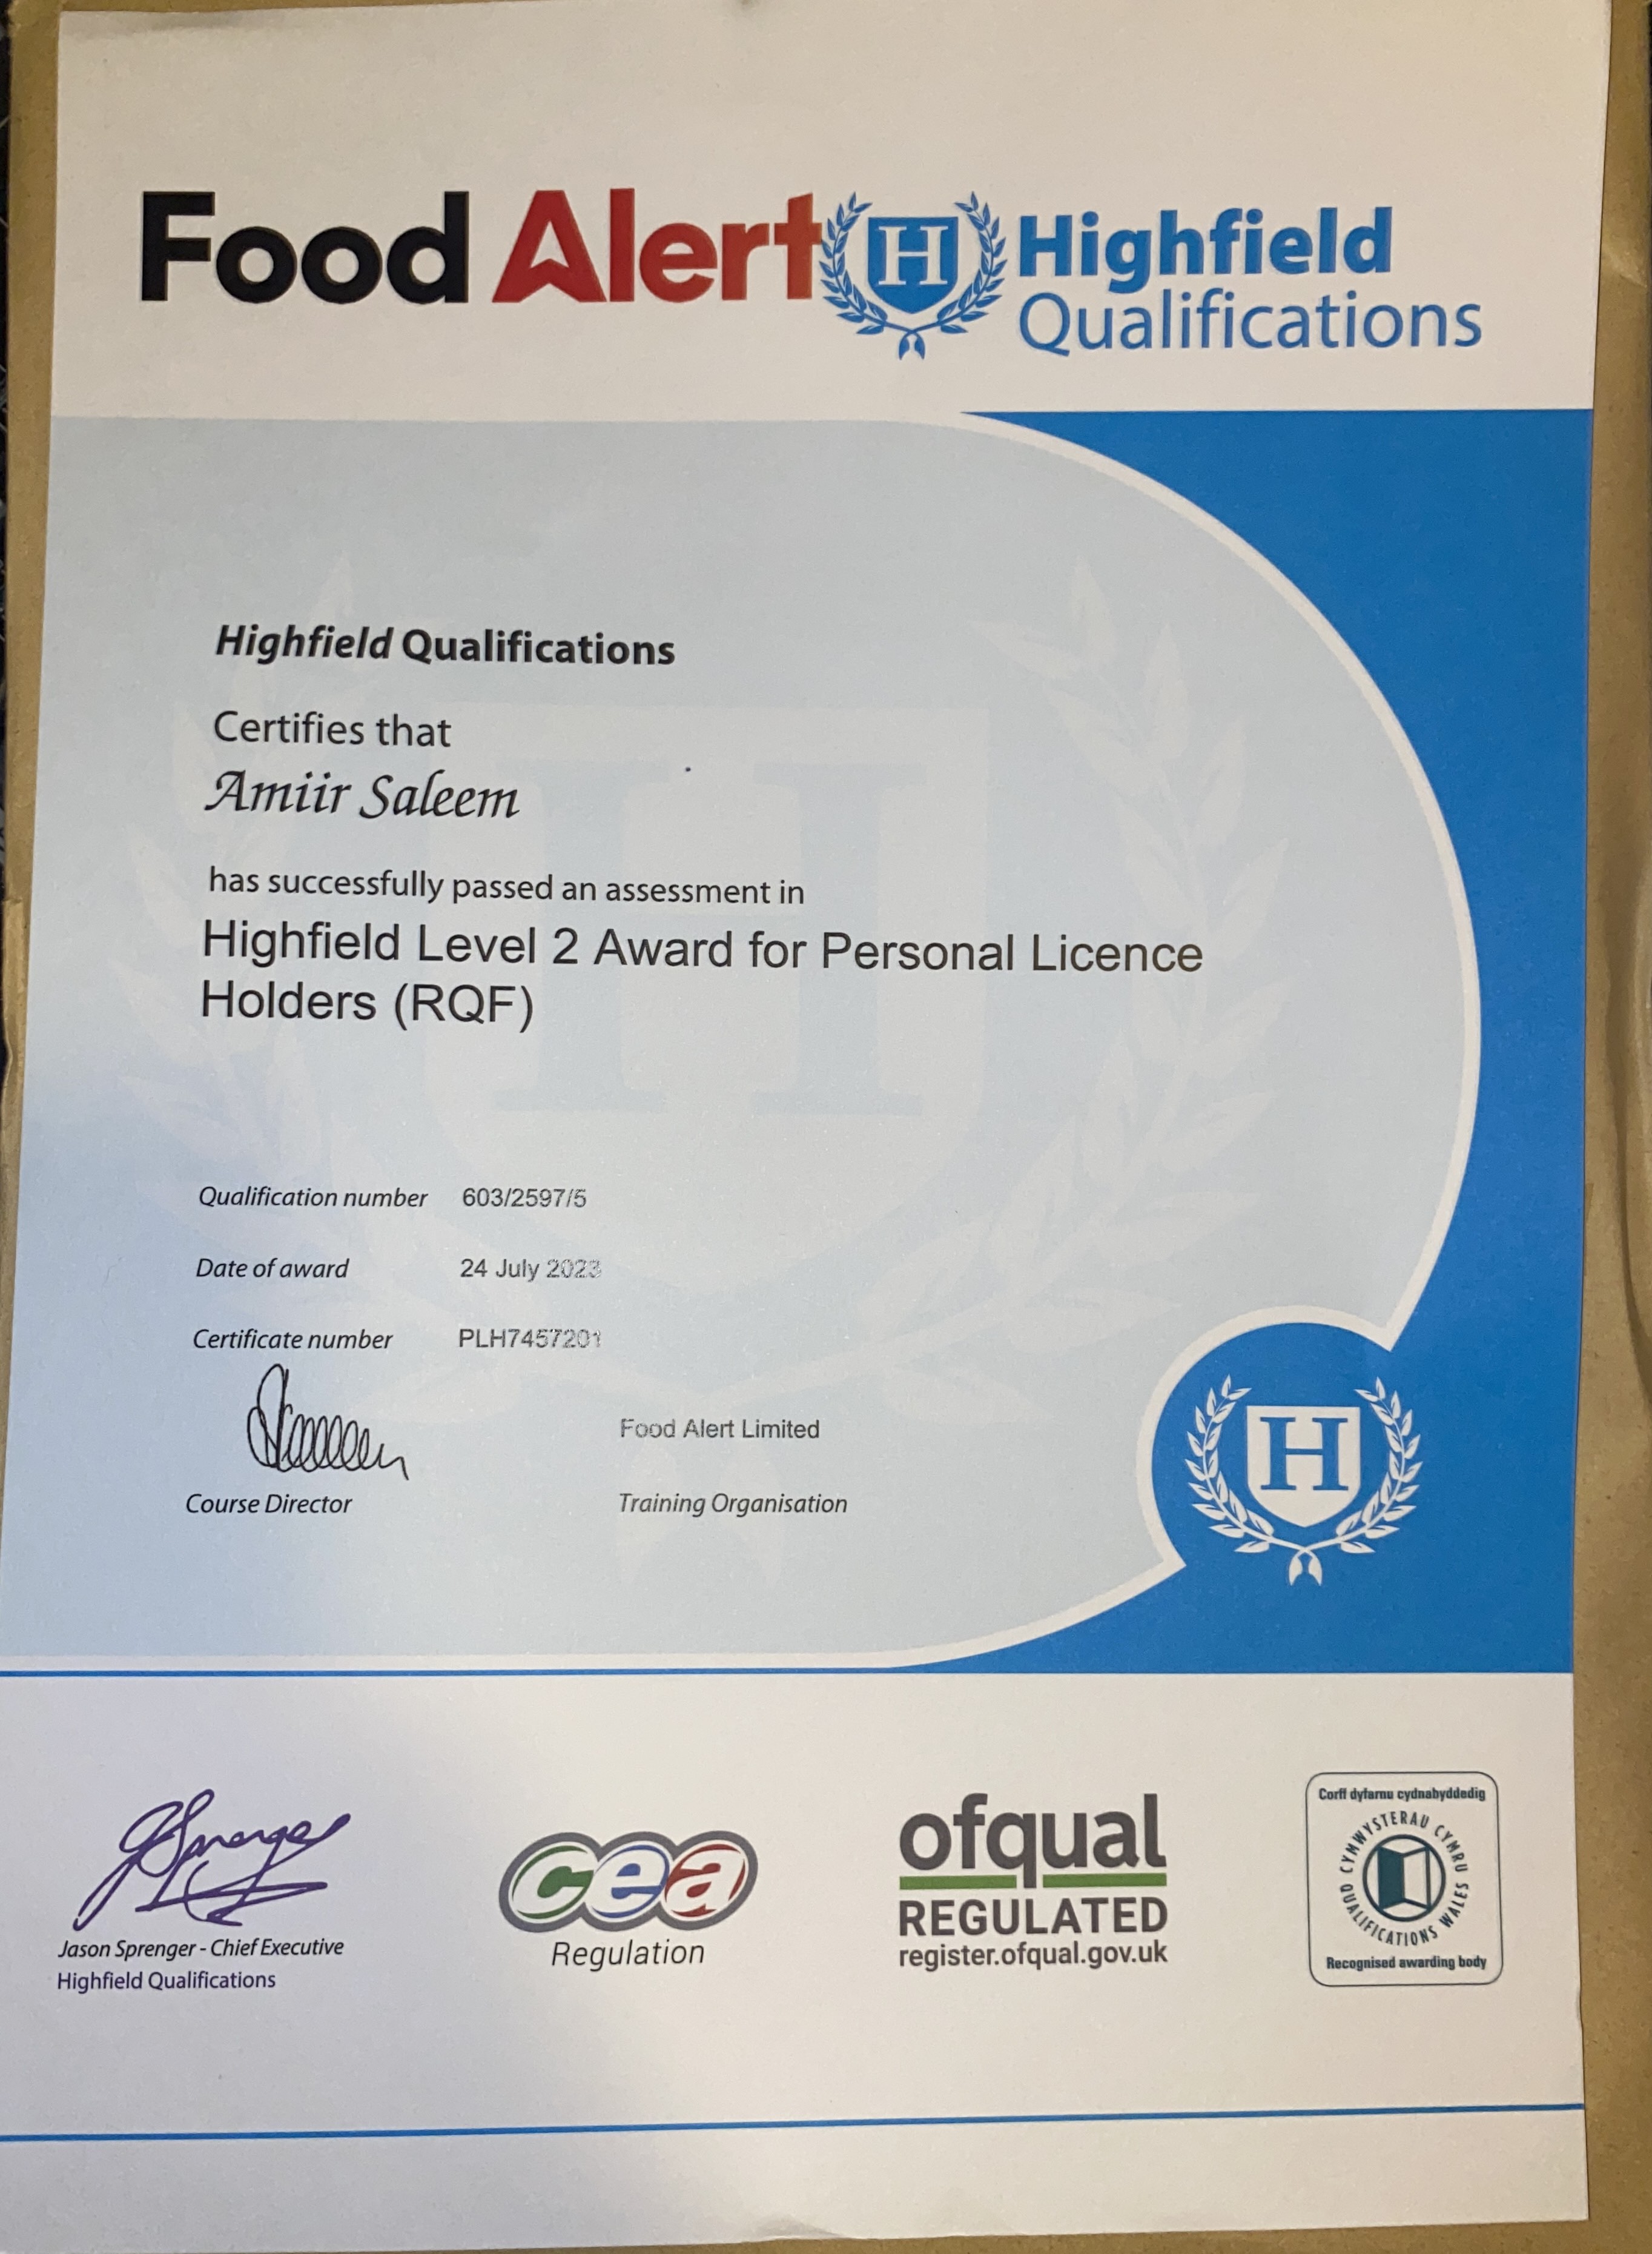 Food Alert
H
Highfield
Qualifications
Highfield Qualifications
Certifies that
Amiir Saleem
has successfully passed an assessment in
Highfield Level 2 Award for Personal Licence
Holders (RQF)
Qualification number 603/2597/5
Date of award 24 July 2023
Certificate number PLH7457201
Food Alert Limited
Course Director
Training Organisation
H
Jason Sprenger - Chief Executive
Highfield Qualifications
cea
Regulation
ofqual
REGULATED
register.ofqual.gov.uk
Corff dyfarnu cydnabyddedig
CYMWYSTERAU CYMRU
QUALIFICATIONS WALES
Recognised awarding body